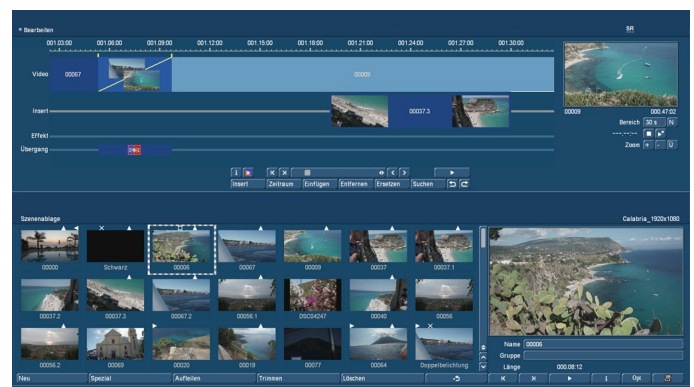 * Bearbeiten
SR
001.03:00 001.06:00 001.09:00 001.12:00 001.15:00 001.18:00 001.21:00 001.24:00 001.27:00 001.30:00
Video 00067 00009
Insert 00037.3
Effekt
Übergang
00009 000.47:02
Bereich 30 s N
---.--:--
Zoom + - U
i
Insert Zeitraum Einfügen Entfernen Ersetzen Suchen
Szenenablage
Calabria_1920x1080
00000 Schwarz 00006 00067 00009 00037 00037.1
00037.2 00037.3 00067.2 00056.1 DSC04247 00040 00056
00056.2 00069 00020 00019 00077 00064 Doppelbelichtung
Name 00006
Gruppe
Länge 000.08:12
Neu Spezial Aufteilen Trimmen Löschen
Opt